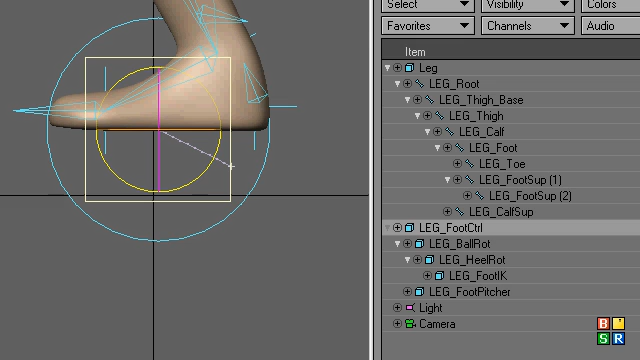 Select
Visibility
Colors
Favorites
Channels
Audio
Item
Leg
LEG_Root
LEG_Thigh_Base
LEG_Thigh
LEG_Calf
LEG_Foot
LEG_Toe
LEG_FootSup (1)
LEG_FootSup (2)
LEG_CalfSup
LEG_FootCtrl
LEG_BallRot
LEG_HeelRot
LEG_FootIK
LEG_FootPitcher
Light
Camera
B
S R